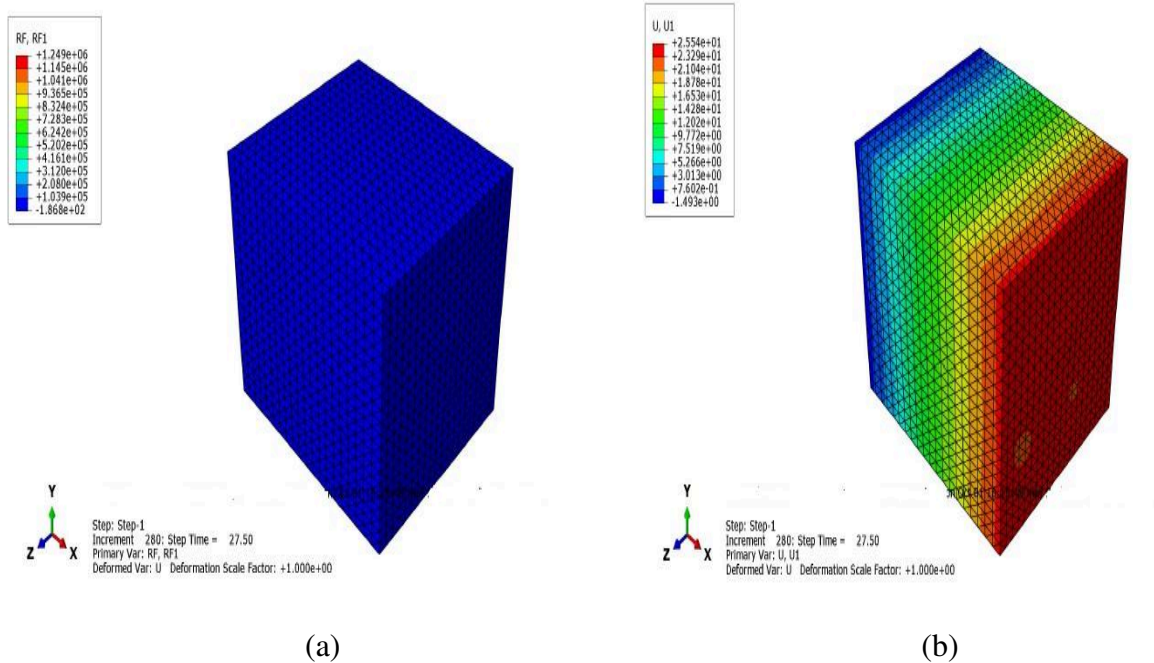 RF, RF1
+1.249e+06
+1.145e+06
+1.041e+06
+9.365e+05
+8.324e+05
+7.283e+05
+6.242e+05
+5.202e+05
+4.161e+05
+3.120e+05
+2.080e+05
+1.039e+05
-1.868e+02
Y
Z
X
Step: Step-1
Increment 280: Step Time = 27.50
Primary Var: RF, RF1
Deformed Var: U Deformation Scale Factor: +1.000e+00
(a)
U, U1
+2.554e+01
+2.329e+01
+2.104e+01
+1.878e+01
+1.653e+01
+1.428e+01
+1.202e+01
+9.772e+00
+7.519e+00
+5.266e+00
+3.013e+00
+7.602e-01
-1.493e+00
Y
Z
X
Step: Step-1
Increment 280: Step Time = 27.50
Primary Var: U, U1
Deformed Var: U Deformation Scale Factor: +1.000e+00
(b)